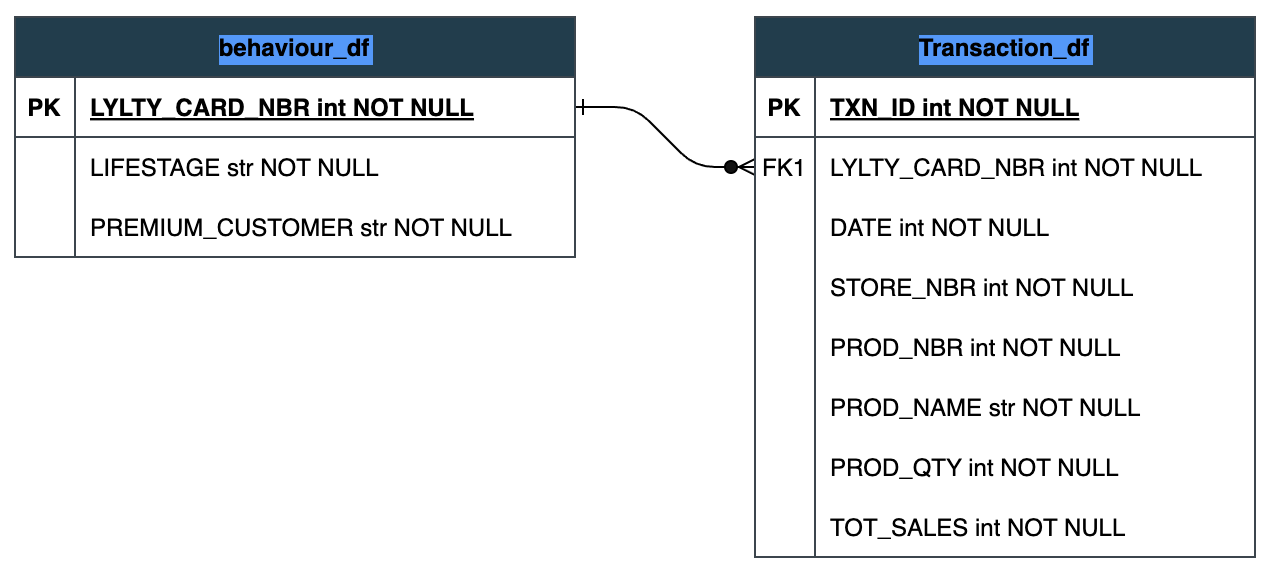 behaviour_df
PK LYLTY_CARD_NBR int NOT NULL
LIFESTAGE str NOT NULL
PREMIUM_CUSTOMER str NOT NULL
Transaction_df
PK TXN_ID int NOT NULL
FK1 LYLTY_CARD_NBR int NOT NULL
DATE int NOT NULL
STORE_NBR int NOT NULL
PROD_NBR int NOT NULL
PROD_NAME str NOT NULL
PROD_QTY int NOT NULL
TOT_SALES int NOT NULL